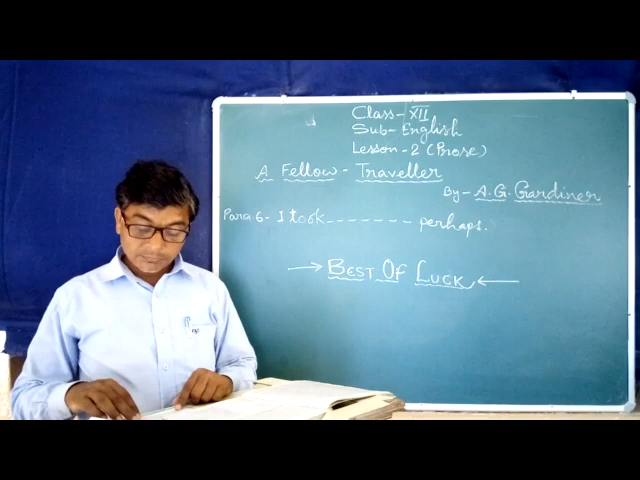 Class-XII
Sub-English
Lesson-2 (Prose)
A Fellow-Traveller
By-A.G. Gardiner
Para.6-I took------- perhaps.
→ BEST OF LUCK ←